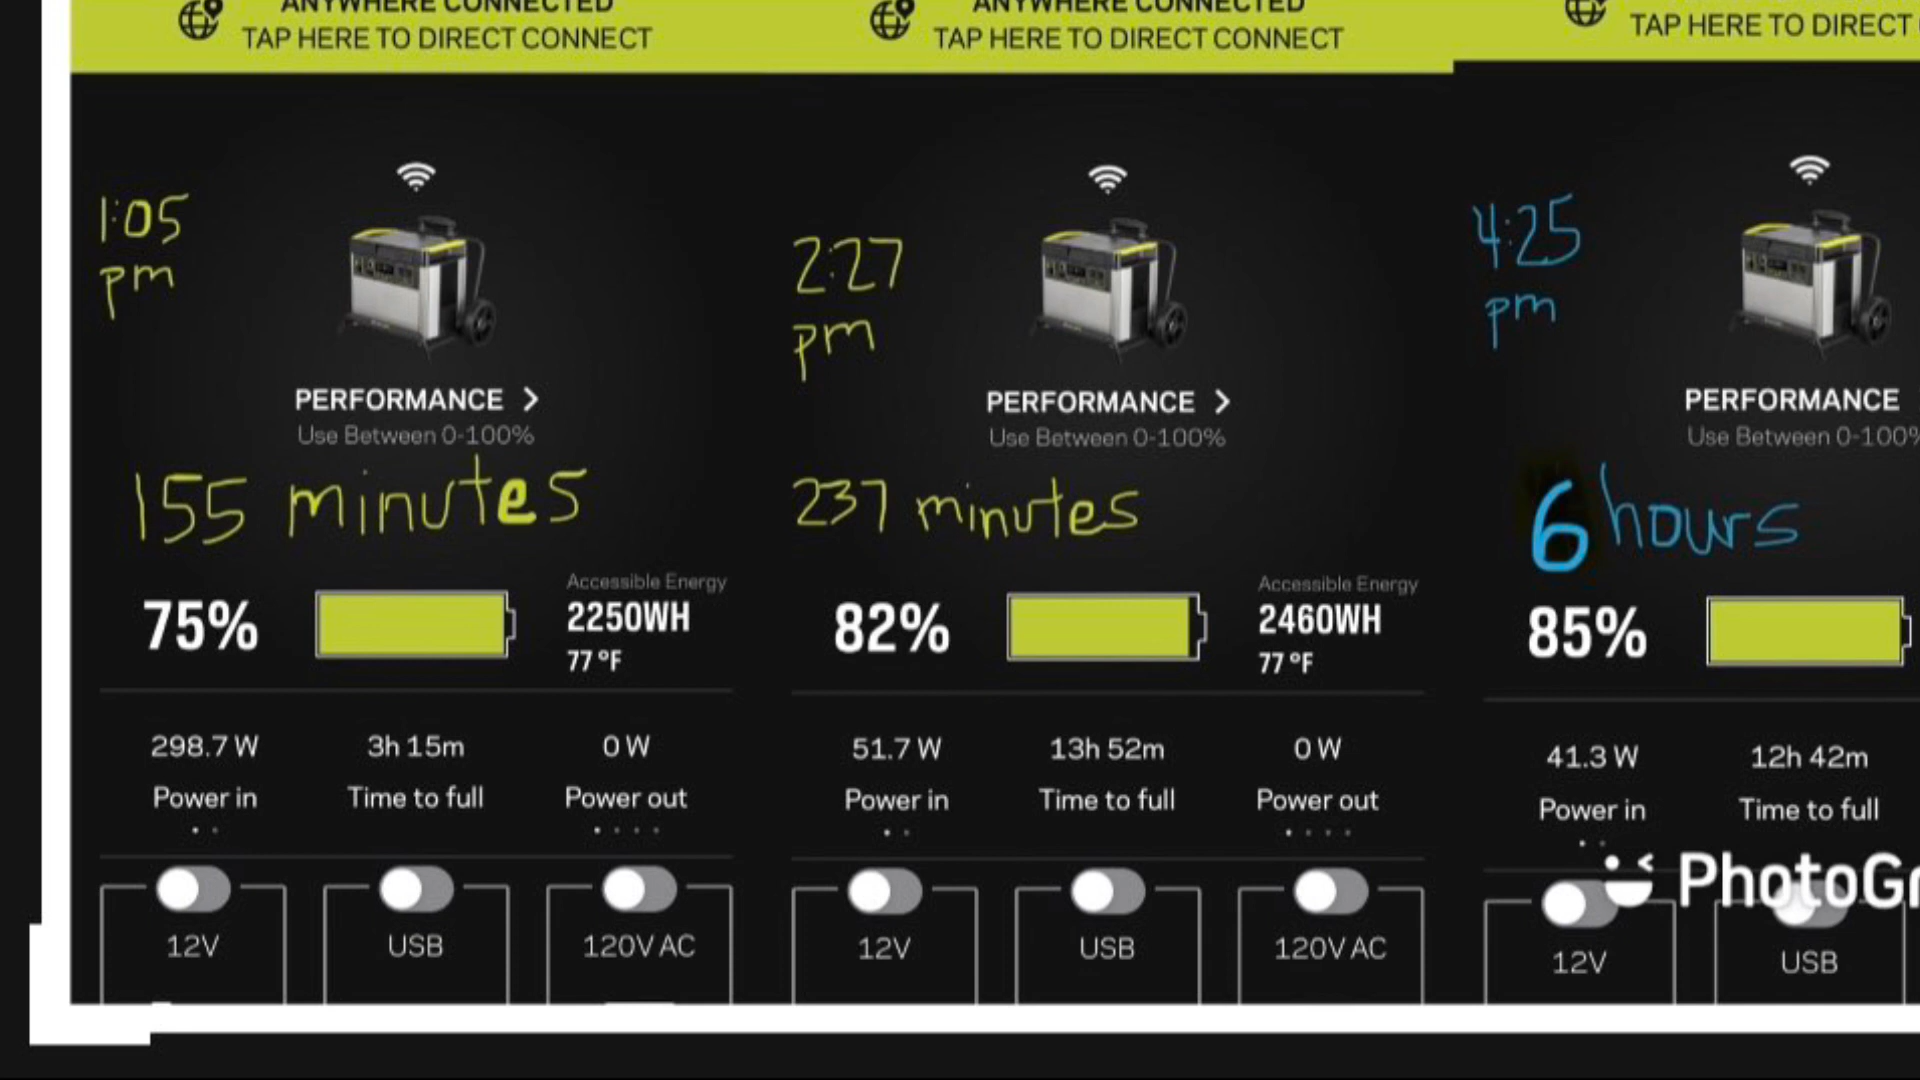 ANYWHERE CONNECTED
TAP HERE TO DIRECT CONNECT
1:05
pm
PERFORMANCE >
Use Between 0-100%
155 minutes
75%
Accessible Energy
2250WH
77 °F
298.7 W
3h 15m
0 W
Power in
Time to full
Power out
12V
USB
120V AC
ANYWHERE CONNECTED
TAP HERE TO DIRECT CONNECT
2:27
pm
PERFORMANCE >
Use Between 0-100%
237 minutes
82%
Accessible Energy
2460WH
77 °F
51.7 W
13h 52m
0 W
Power in
Time to full
Power out
12V
USB
120V AC
TAP HERE TO DIRECT
4:25
pm
PERFORMANCE
Use Between 0-100%
6 hours
85%
41.3 W
12h 42m
Power in
Time to full
12V
USB
PhotoGr